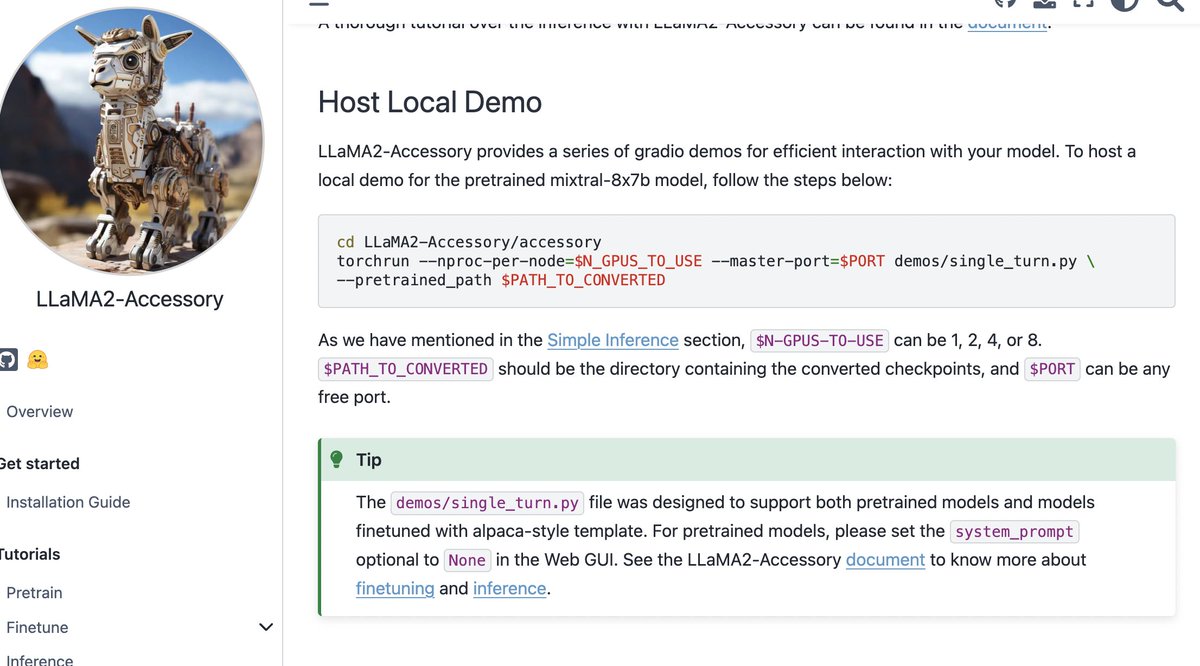 A thorough tutorial over the inference with LLaMA2-Accessory can be found in the document.
Host Local Demo
LLaMA2-Accessory provides a series of gradio demos for efficient interaction with your model. To host a
local demo for the pretrained mixtral-8x7b model, follow the steps below:
cd LLaMA2-Accessory/accessory
torchrun --nproc-per-node=$N_GPUS_TO_USE --master-port=$PORT demos/single_turn.py \
--pretrained_path $PATH_TO_CONVERTED
As we have mentioned in the Simple Inference section, $N-GPUS-TO-USE can be 1, 2, 4, or 8.
$PATH_TO_CONVERTED should be the directory containing the converted checkpoints, and $PORT can be any
free port.
Tip
The demos/single_turn.py file was designed to support both pretrained models and models
finetuned with alpaca-style template. For pretrained models, please set the system_prompt
optional to None in the Web GUI. See the LLaMA2-Accessory document to know more about
finetuning and inference.
LLaMA2-Accessory
Overview
Get started
Installation Guide
Tutorials
Pretrain
Finetune
Inference